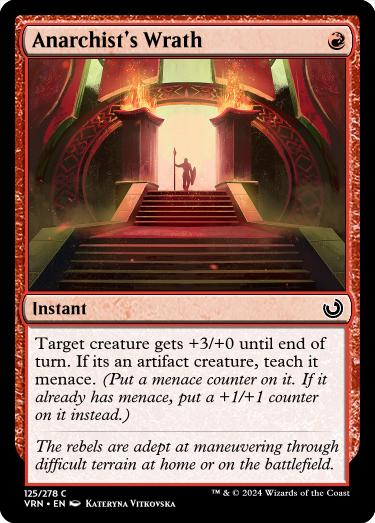 Anarchist's Wrath
Instant
Target creature gets +3/+0 until end of
turn. If its an artifact creature, teach it
menace. (Put a menace counter on it. If it
already has menace, put a +1/+1 counter
on it instead.)
The rebels are adept at maneuvering through
difficult terrain at home or on the battlefield.
125/278 C
VRN • EN KATERYNA VITKOVSKA
™ & © 2024 Wizards of the Coast